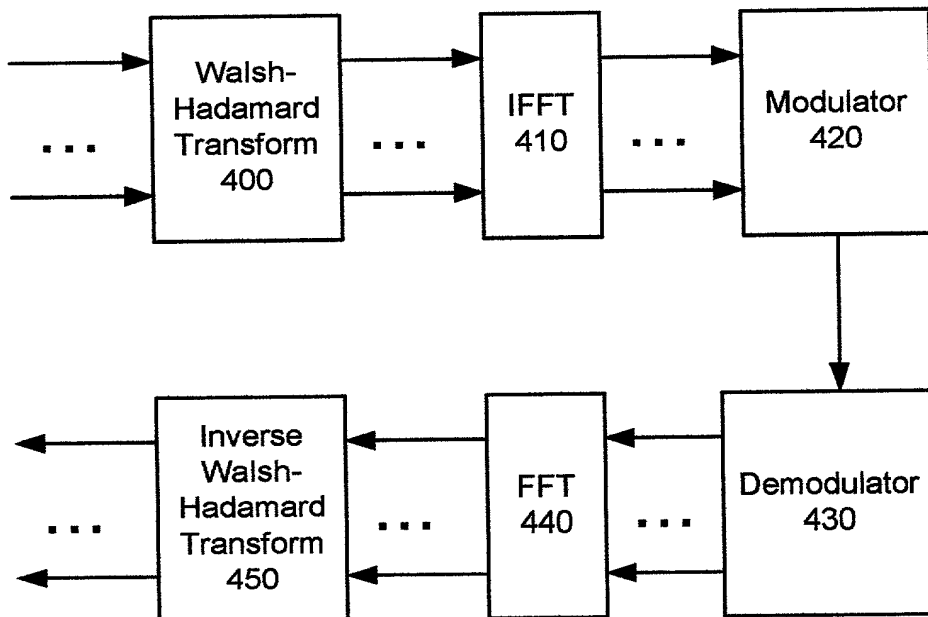 Walsh-
Hadamard
Transform
400
IFFT
410
Modulator
420
Inverse
Walsh-
Hadamard
Transform
450
FFT
440
Demodulator
430